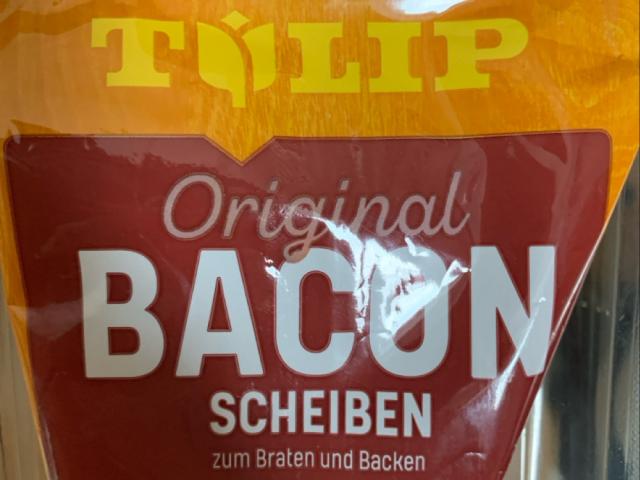 TULIP
Original
BACON
SCHEIBEN
zum Braten und Backen